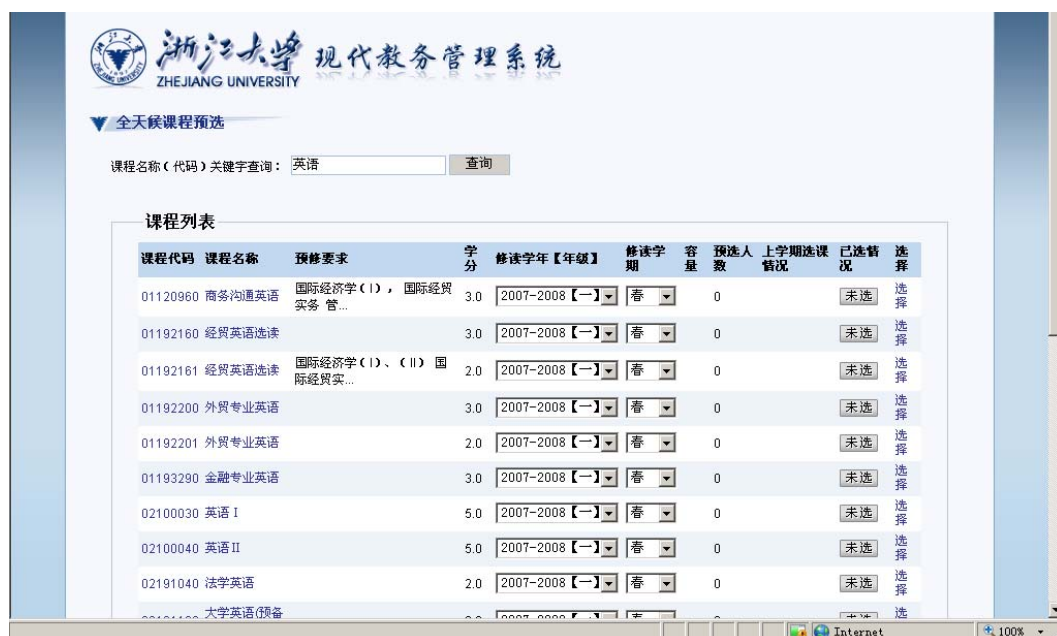 浙江大学 现代教务管理系统
ZHEJIANG UNIVERSITY
全天候课程预选
课程名称(代码)关键字查询: 英语 查询
课程列表
课程代码 课程名称 预修要求 学分 修读学年【年级】 修读学期 容量 预选人数 上学期选课情况 已选情况 选择
01120960 商务沟通英语 国际经济学(Ⅰ), 国际经贸实务 管... 3.0 2007-2008【一】 春 0 未选 选择
01192160 经贸英语选读 3.0 2007-2008【一】 春 0 未选 选择
01192161 经贸英语选读 国际经济学(Ⅰ)、(Ⅱ) 国际经贸实... 2.0 2007-2008【一】 春 0 未选 选择
01192200 外贸专业英语 3.0 2007-2008【一】 春 0 未选 选择
01192201 外贸专业英语 2.0 2007-2008【一】 春 0 未选 选择
01193290 金融专业英语 3.0 2007-2008【一】 春 0 未选 选择
02100030 英语Ⅰ 5.0 2007-2008【一】 春 0 未选 选择
02100040 英语Ⅱ 5.0 2007-2008【一】 春 0 未选 选择
02191040 法学英语 2.0 2007-2008【一】 春 0 未选 选择
大学英语(预备 选
Internet 100%